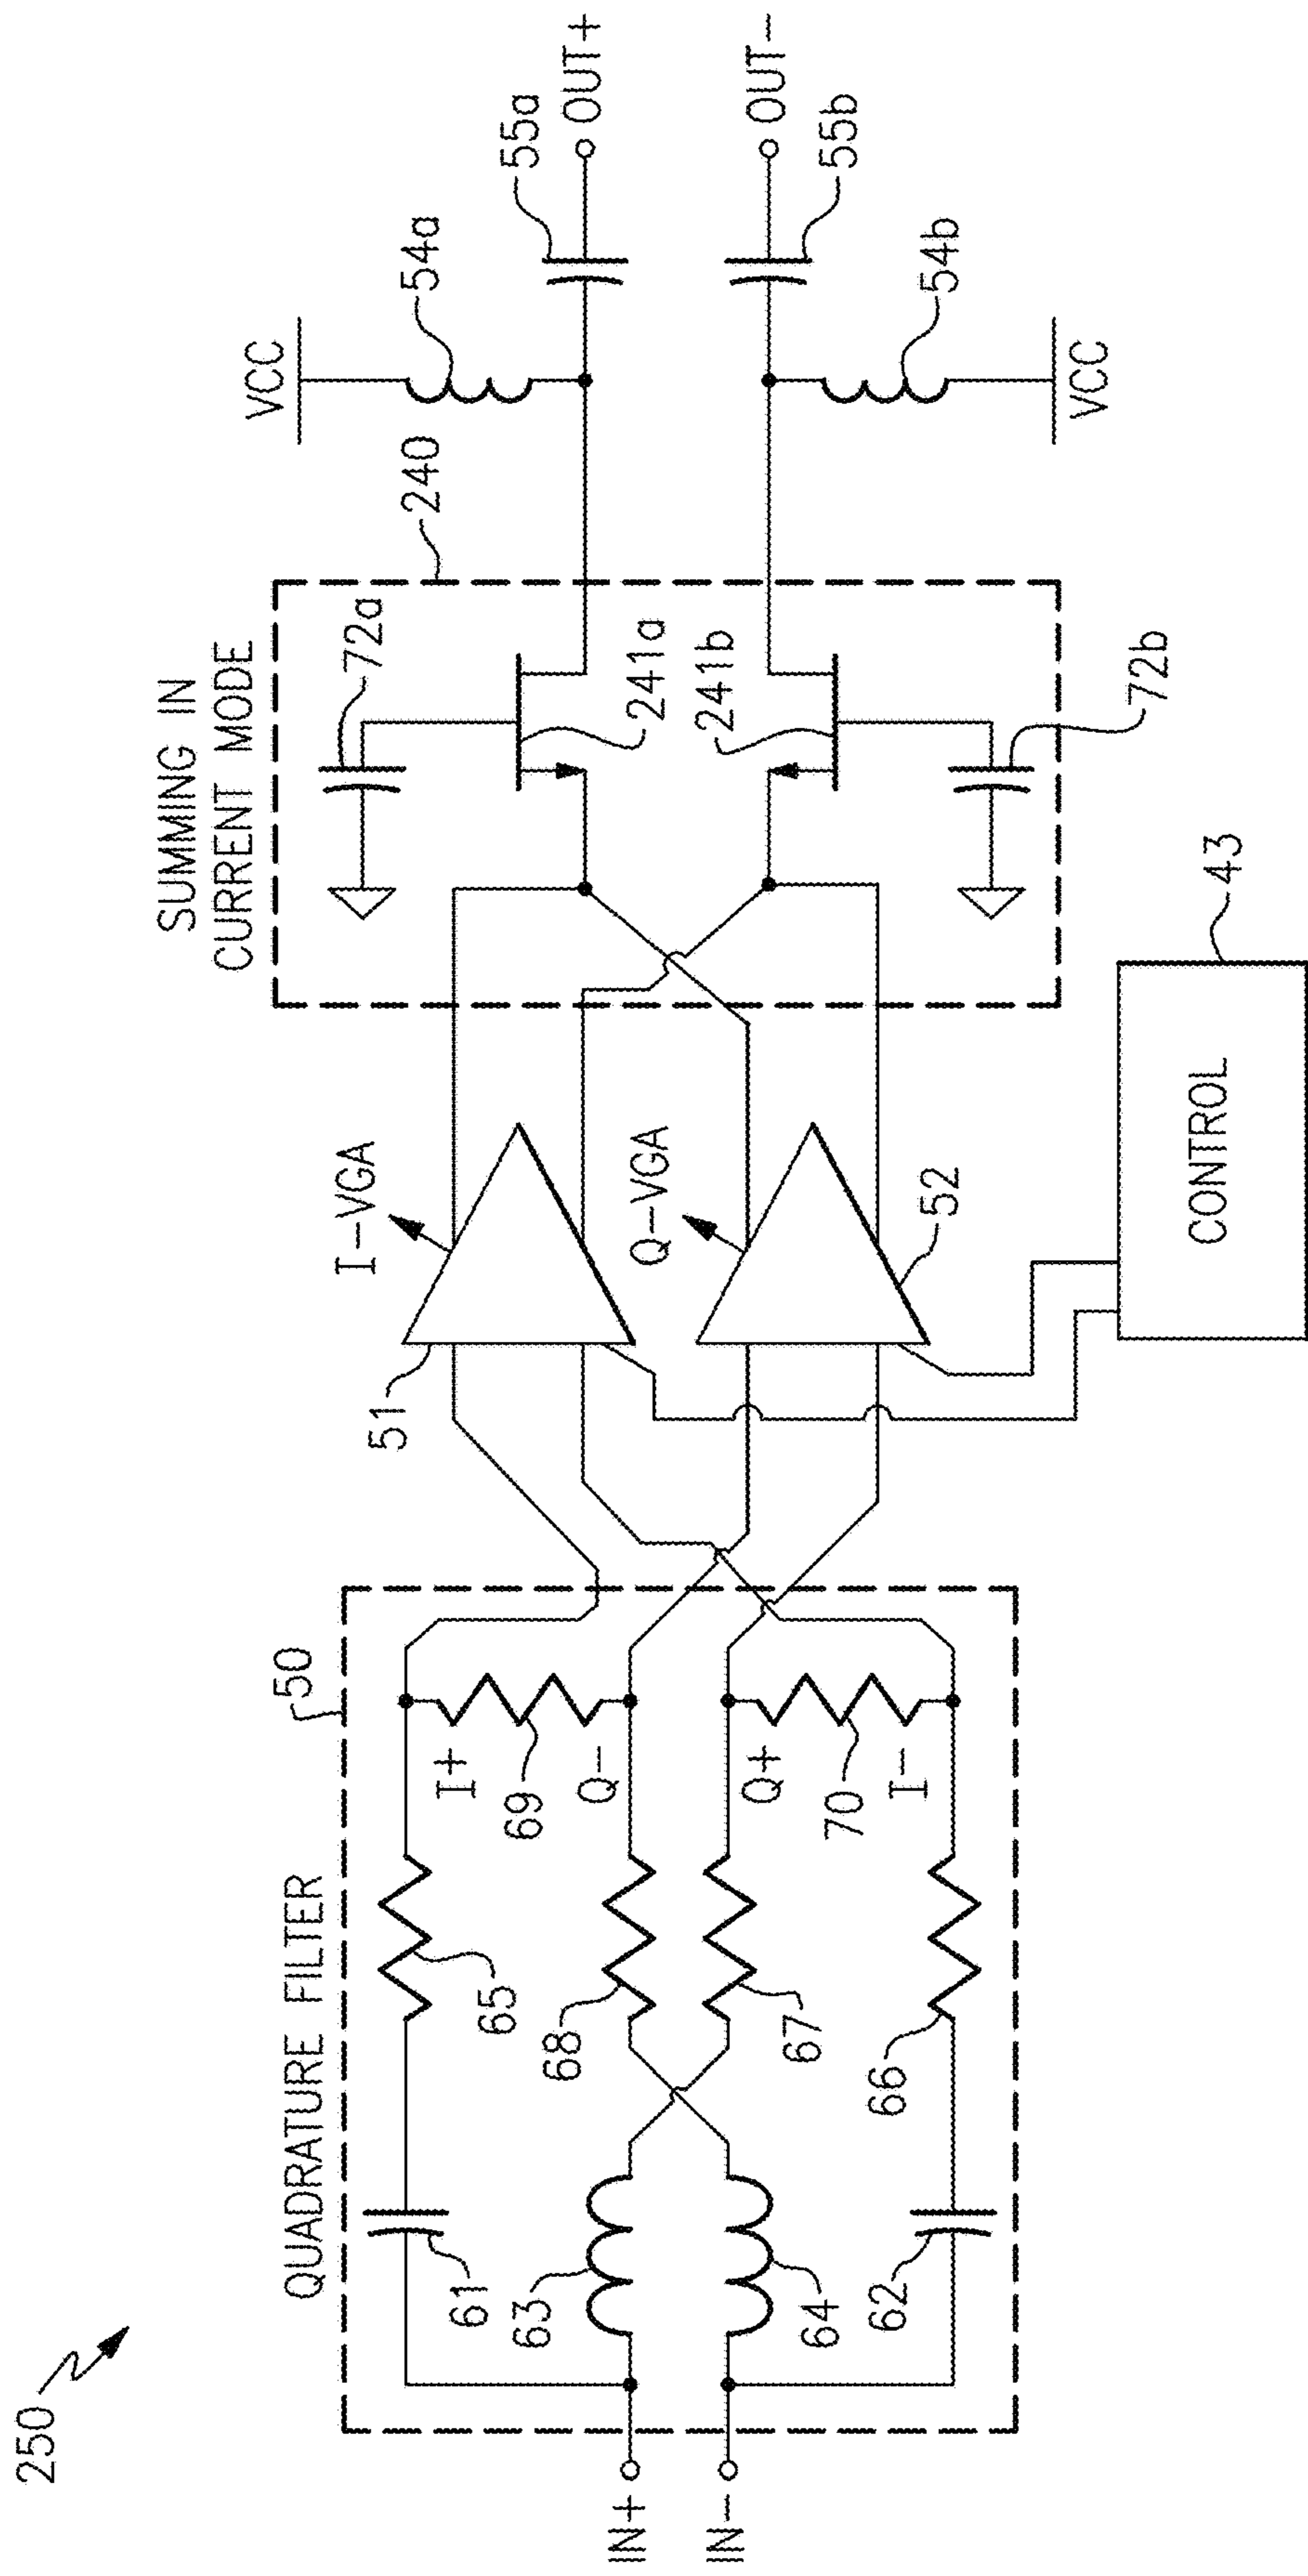 250
QUADRATURE FILTER
50
IN+
IN-
61
63
64
62
65
68
67
66
I+
69
Q-
Q+
70
I-
51
I-VGA
Q-VGA
52
CONTROL
43
SUMMING IN
CURRENT MODE
240
72a
241a
241b
72b
VCC
54a
55a
OUT+
OUT-
55b
54b
VCC